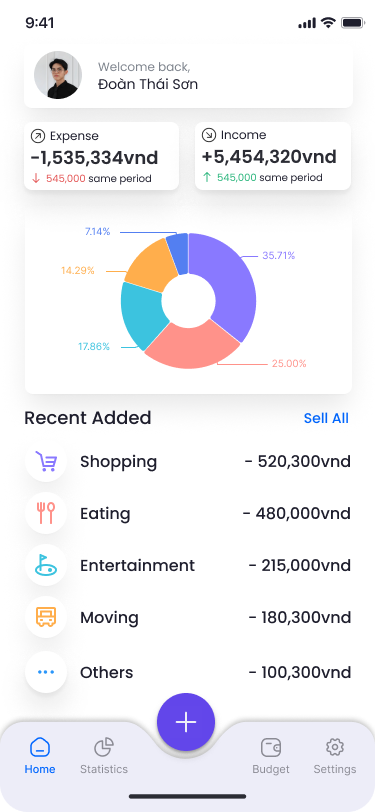 9:41
Welcome back,
Đoàn Thái Sơn
Expense
-1,535,334vnd
545,000 same period
Income
+5,454,320vnd
545,000 same period
7.14%
35.71%
14.29%
17.86%
25.00%
Recent Added
Sell All
Shopping - 520,300vnd
Eating - 480,000vnd
Entertainment - 215,000vnd
Moving - 180,300vnd
Others - 100,300vnd
Home Statistics Budget Settings